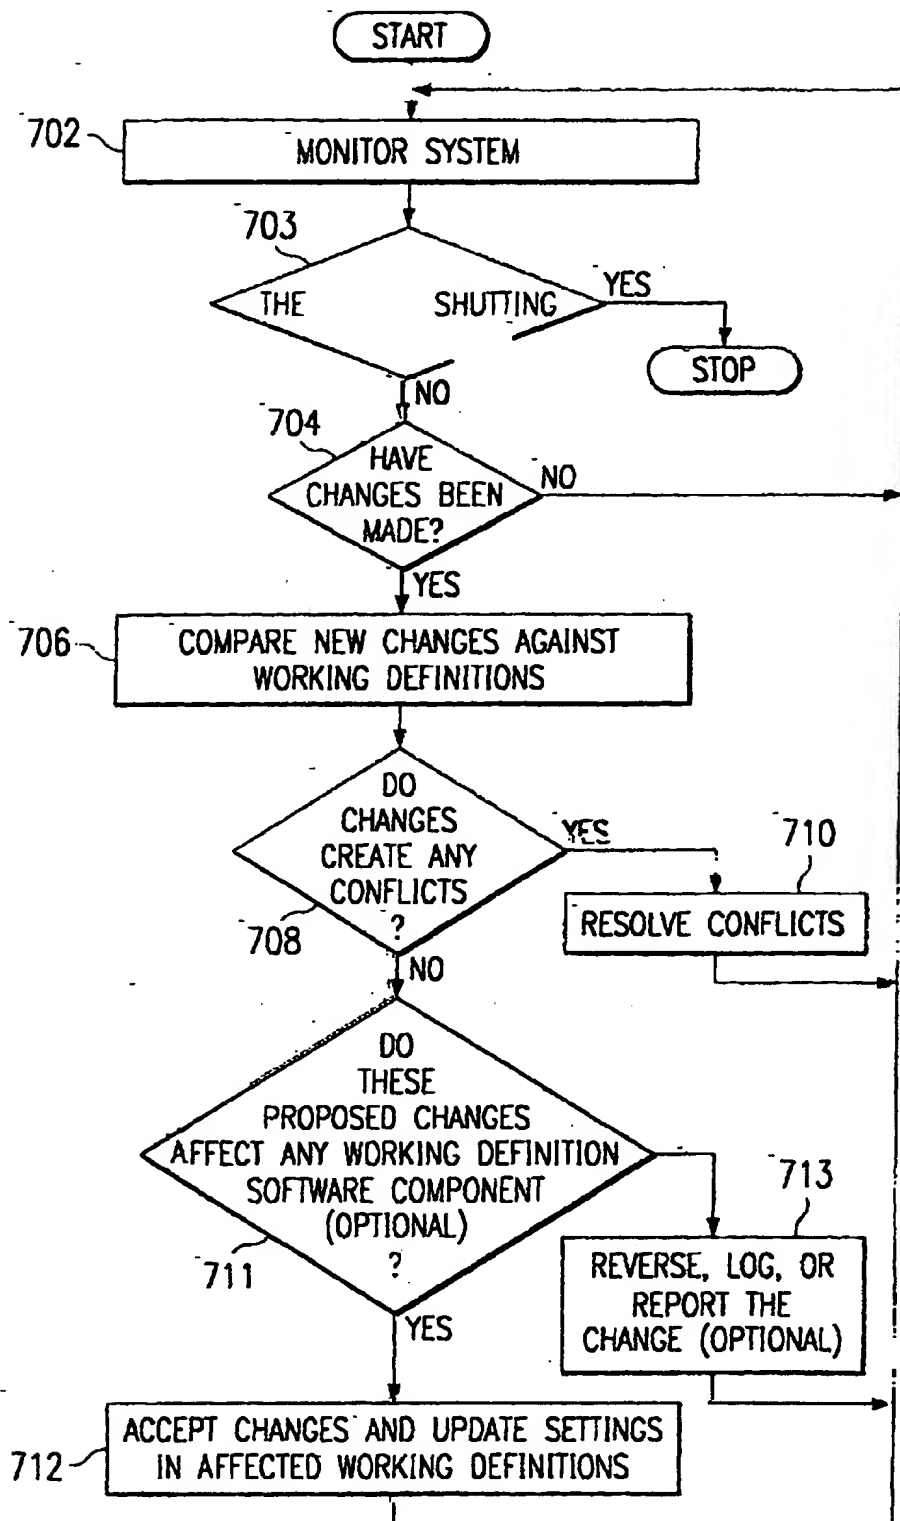 START
702
MONITOR SYSTEM
703
THE SHUTTING
YES
STOP
NO
704
HAVE
CHANGES BEEN
MADE?
NO
YES
706
COMPARE NEW CHANGES AGAINST
WORKING DEFINITIONS
DO
CHANGES
CREATE ANY
CONFLICTS
?
708
YES
710
RESOLVE CONFLICTS
NO
DO
THESE
PROPOSED CHANGES
AFFECT ANY WORKING DEFINITION
SOFTWARE COMPONENT
(OPTIONAL)
?
711
713
REVERSE, LOG, OR
REPORT THE
CHANGE (OPTIONAL)
YES
712
ACCEPT CHANGES AND UPDATE SETTINGS
IN AFFECTED WORKING DEFINITIONS